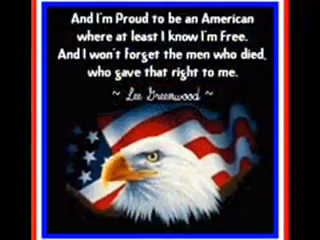 And I'm Proud to be an American
where at least I know I'm Free.
And I won't forget the men who died,
who gave that right to me.
~ Lee Greenwood ~